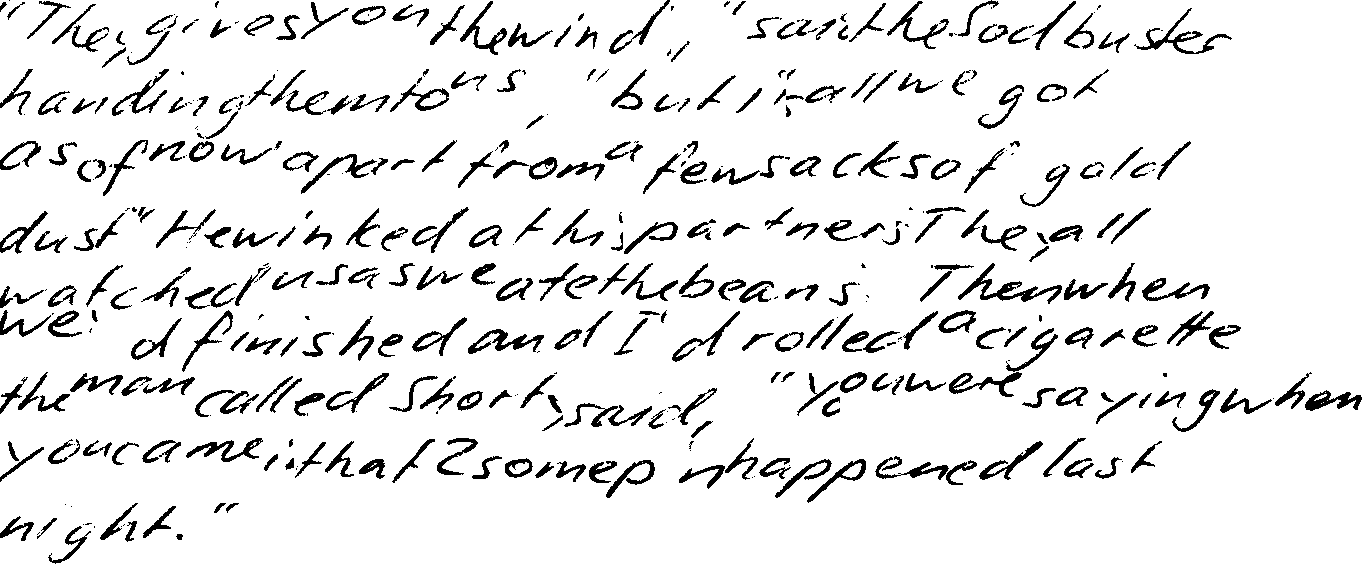 "They gives you the wind," said the Sodbuster
handing them to us, "but it's all we got
as of now apart from a few sacks of gold
dust" He winked at his partners. They all
watched us as we ate the beans. Then when
we'd finished and I'd rolled a cigarette
the man called Shorty said, "You were saying when
you came in that somep'n happened last
night."